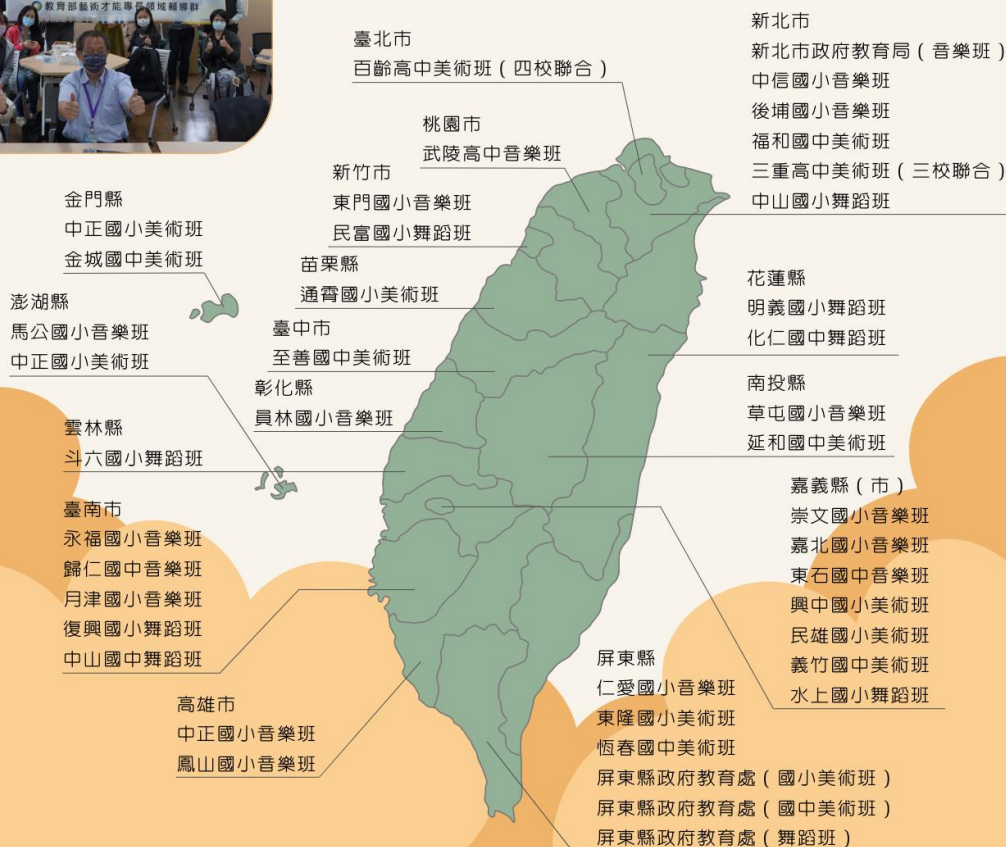 教育部藝術才能專長領域輔導群
臺北市
百齡高中美術班（四校聯合）
新北市
新北市政府教育局（音樂班）
中信國小音樂班
後埔國小音樂班
福和國中美術班
三重高中美術班（三校聯合）
中山國小舞蹈班
桃園市
武陵高中音樂班
新竹市
東門國小音樂班
民富國小舞蹈班
金門縣
中正國小美術班
金城國中美術班
苗栗縣
通霄國小美術班
花蓮縣
明義國小舞蹈班
化仁國中舞蹈班
澎湖縣
馬公國小音樂班
中正國小美術班
臺中市
至善國中美術班
彰化縣
員林國小音樂班
南投縣
草屯國小音樂班
延和國中美術班
雲林縣
斗六國小舞蹈班
嘉義縣（市）
崇文國小音樂班
嘉北國小音樂班
東石國中音樂班
興中國小美術班
民雄國小美術班
義竹國中美術班
水上國小舞蹈班
臺南市
永福國小音樂班
歸仁國中音樂班
月津國小音樂班
復興國小舞蹈班
中山國中舞蹈班
屏東縣
仁愛國小音樂班
東隆國小美術班
恆春國中美術班
屏東縣政府教育處（國小美術班）
屏東縣政府教育處（國中美術班）
屏東縣政府教育處（舞蹈班）
高雄市
中正國小音樂班
鳳山國小音樂班